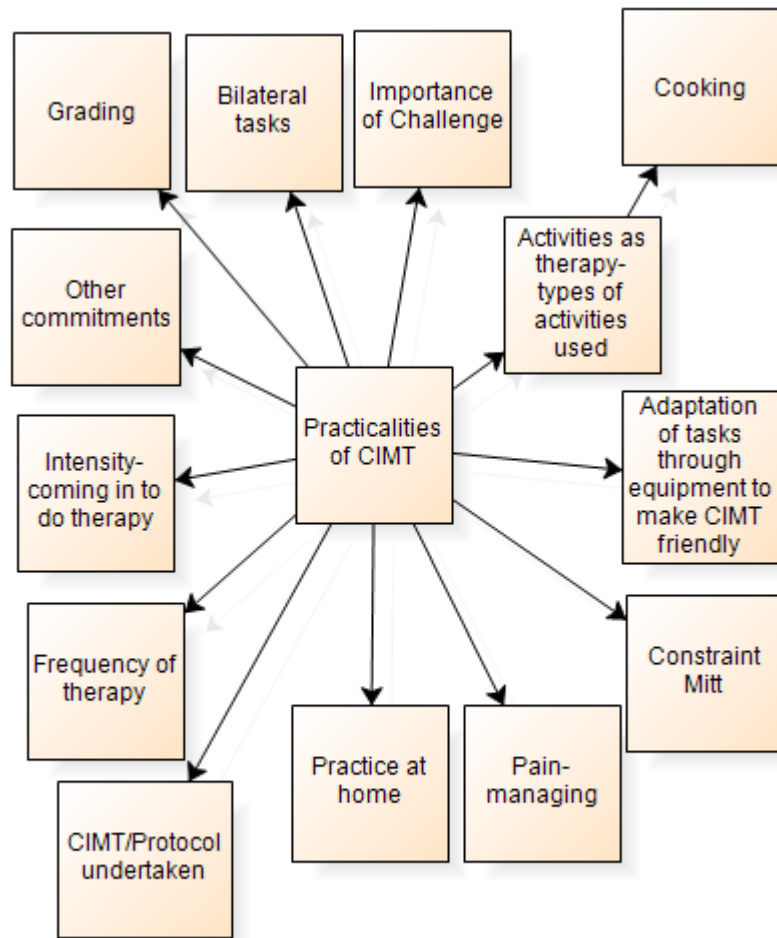 Grading
Bilateral
tasks
Importance
of Challenge
Cooking
Activities as
therapy-
types of
activities
used
Other
commitments
Practicalities
of CIMT
Adaptation
of tasks
through
equipment to
make CIMT
friendly
Intensity-
coming in to
do therapy
Frequency of
therapy
Constraint
Mitt
Practice at
home
Pain-
managing
CIMT/Protocol
undertaken